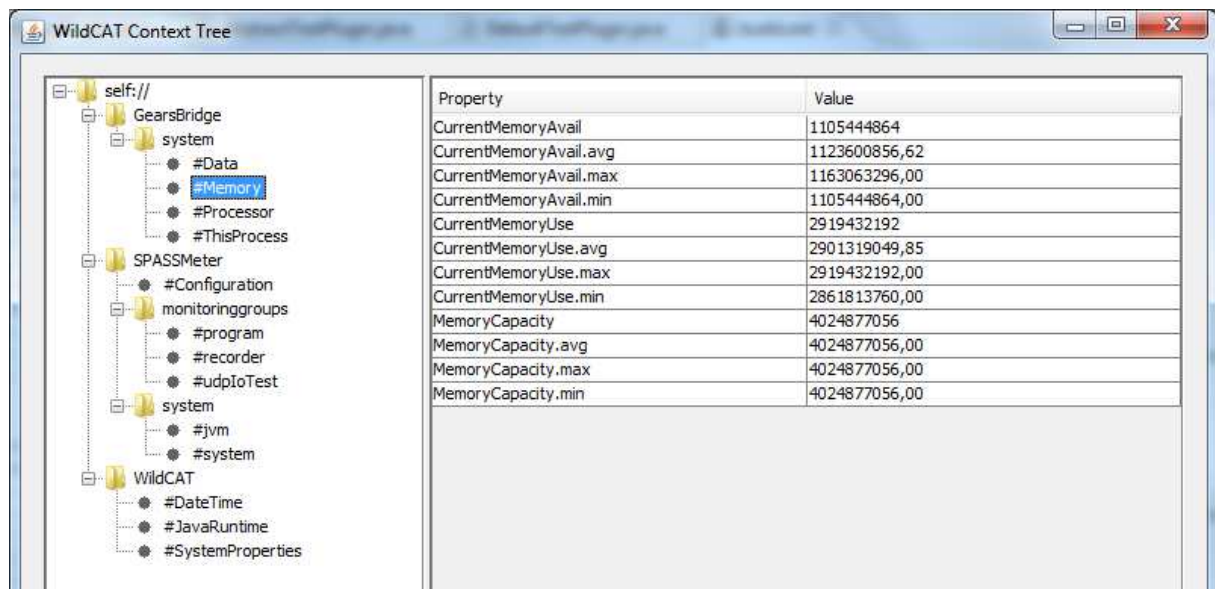 WildCAT Context Tree
self://
GearsBridge
system
#Data
#Memory
#Processor
#ThisProcess
SPASSMeter
#Configuration
monitoringgroups
#program
#recorder
#udpIoTest
system
#jvm
#system
WildCAT
#DateTime
#JavaRuntime
#SystemProperties
Property Value
CurrentMemoryAvail 1105444864
CurrentMemoryAvail.avg 1123600856,62
CurrentMemoryAvail.max 1163063296,00
CurrentMemoryAvail.min 1105444864,00
CurrentMemoryUse 2919432192
CurrentMemoryUse.avg 2901319049,85
CurrentMemoryUse.max 2919432192,00
CurrentMemoryUse.min 2861813760,00
MemoryCapacity 4024877056
MemoryCapacity.avg 4024877056,00
MemoryCapacity.max 4024877056,00
MemoryCapacity.min 4024877056,00